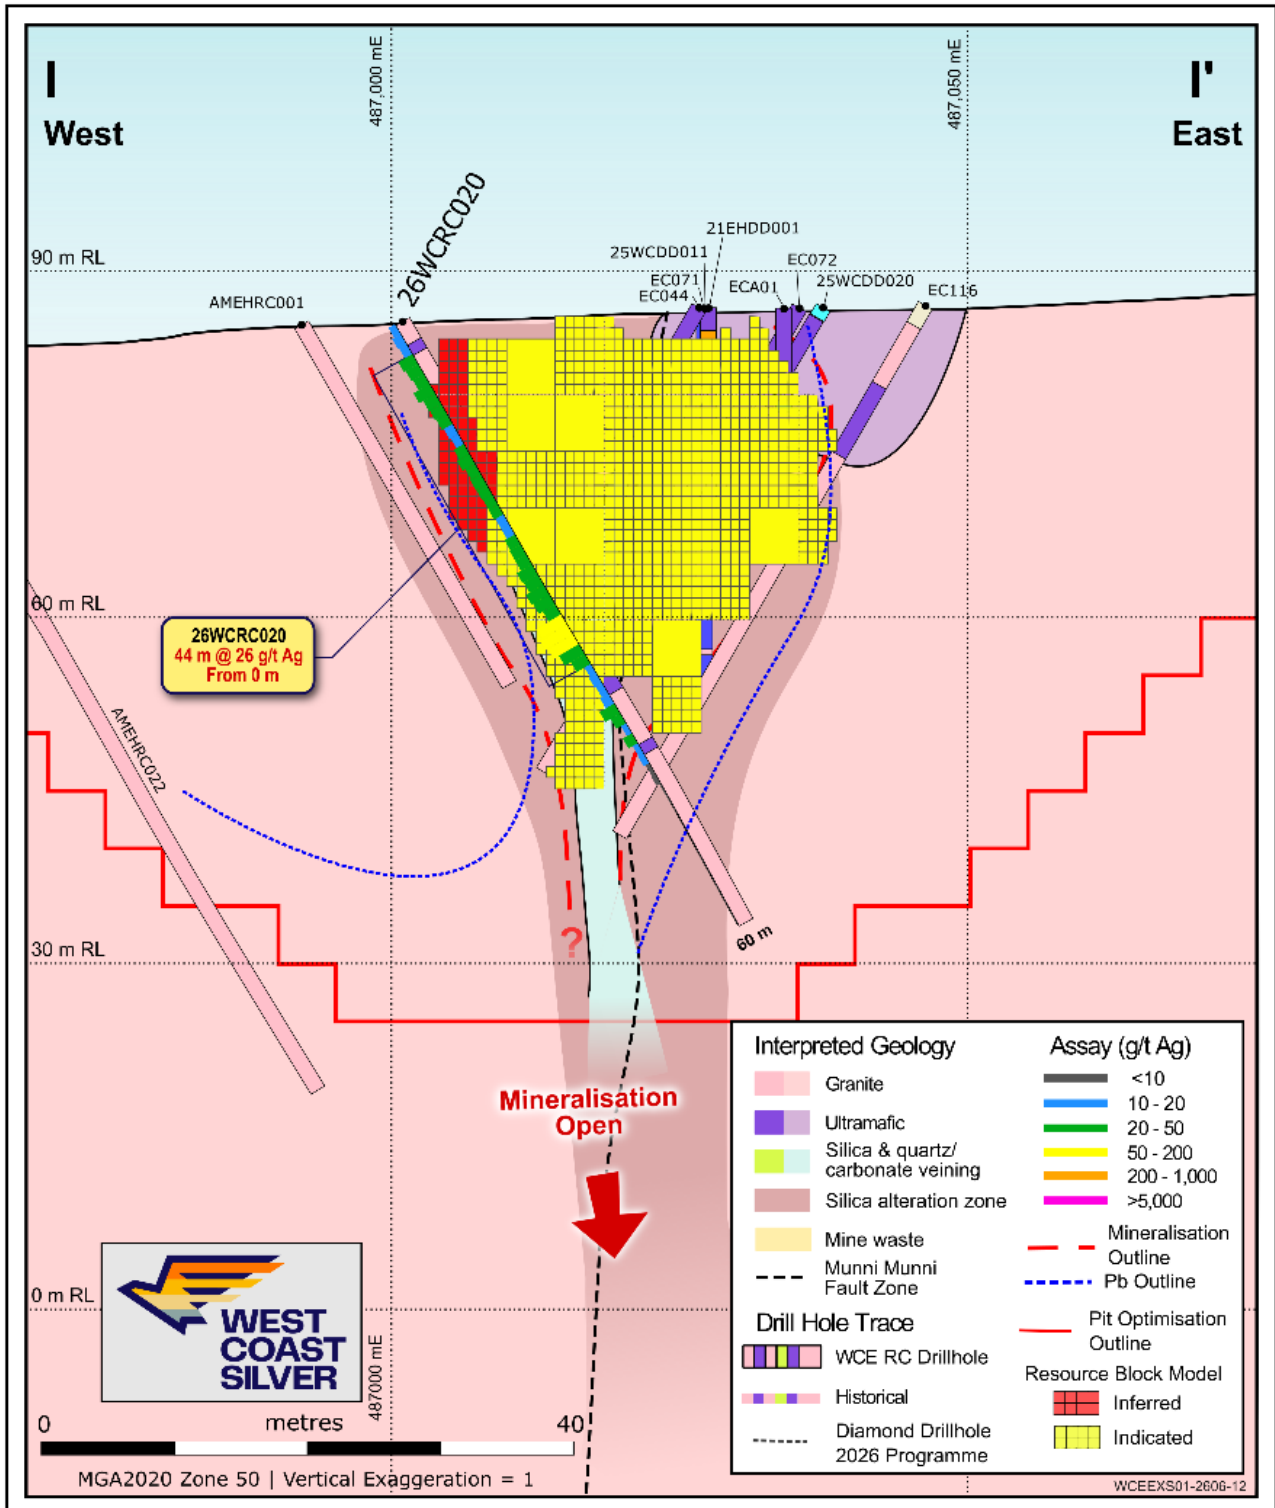 I
West
487,000 mE
487,050 mE
I'
East
90 m RL
AMEHRC001
26WCRC020
21EHDD001
25WCDD011
EC071
EC044
ECA01
EC072
25WCDD020
EC116
60 m RL
26WCRC020
44 m @ 26 g/t Ag
From 0 m
AMEHRC022
?
60 m
30 m RL
Mineralisation
Open
0 m RL
WEST
COAST
SILVER
487000 mE
0
metres
40
MGA2020 Zone 50 | Vertical Exaggeration = 1
Interpreted Geology
Granite
Ultramafic
Silica & quartz/
carbonate veining
Silica alteration zone
Mine waste
Munni Munni
Fault Zone
Drill Hole Trace
WCE RC Drillhole
Historical
Diamond Drillhole
2026 Programme
Assay (g/t Ag)
<10
10 - 20
20 - 50
50 - 200
200 - 1,000
>5,000
Mineralisation
Outline
Pb Outline
Pit Optimisation
Outline
Resource Block Model
Inferred
Indicated
WCEEXS01-2606-12